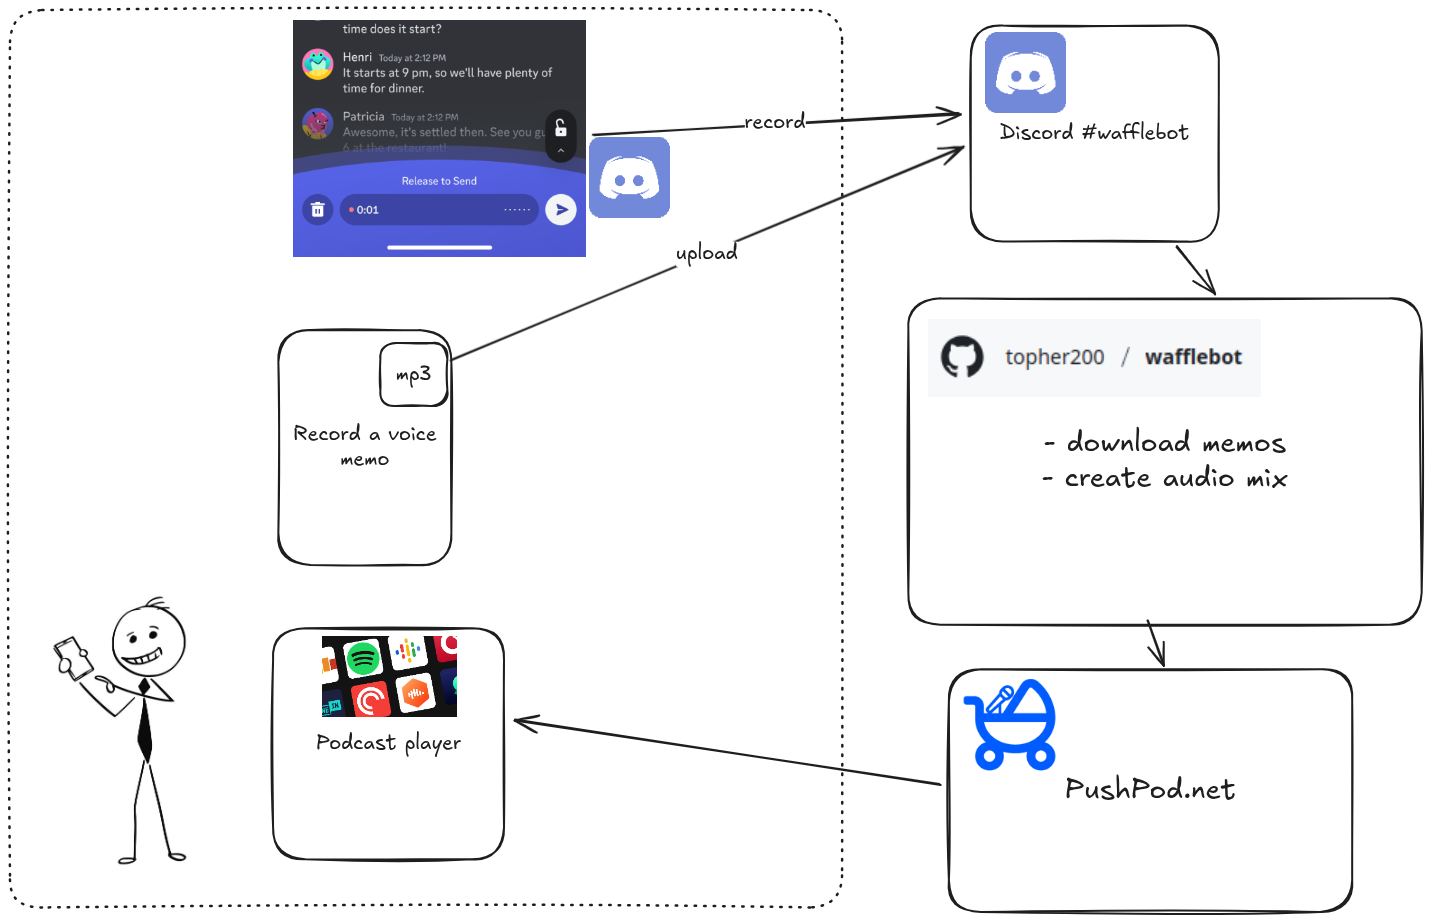 time does it start?
Henri Today at 2:12 PM
It starts at 9 pm, so we'll have plenty of
time for dinner.
Patricia Today at 2:12 PM
Awesome, it's settled then. See you gu
6 at the restaurant!
Release to Send
0:01
record
upload
Discord #wafflebot
topher200 / wafflebot
- download memos
- create audio mix
mp3
Record a voice
memo
Podcast player
PushPod.net